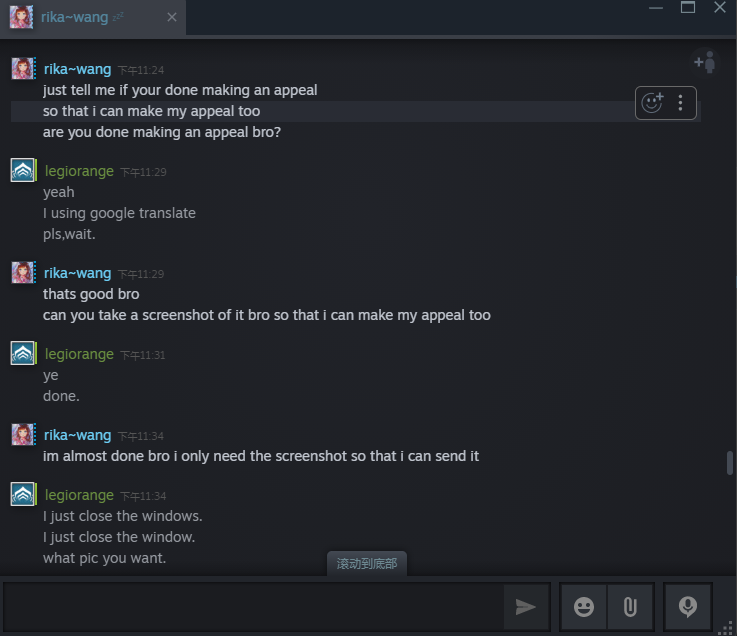 rika~wang zzz
rika~wang 下午11:24
just tell me if your done making an appeal
so that i can make my appeal too
are you done making an appeal bro?
legiorange 下午11:29
yeah
I using google translate
pls,wait.
rika~wang 下午11:29
thats good bro
can you take a screenshot of it bro so that i can make my appeal too
legiorange 下午11:31
ye
done.
rika~wang 下午11:34
im almost done bro i only need the screenshot so that i can send it
legiorange 下午11:34
I just close the windows.
I just close the window.
what pic you want.
滚动到底部